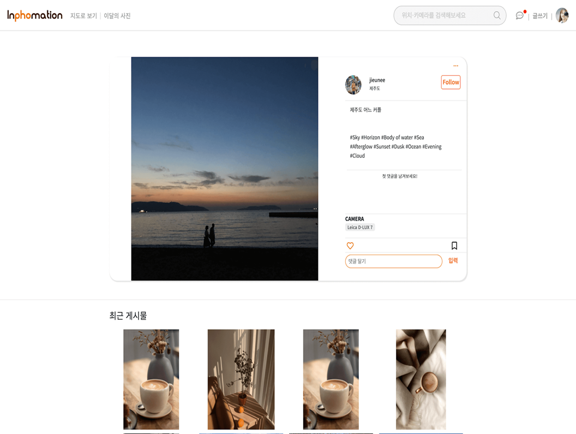 Inphomation
지도로 보기 | 이달의 사진
위치·카메라를 검색해보세요
글쓰기
jieunee
제주도
Follow
제주도 어느 커플
#Sky #Horizon #Body of water #Sea
#Afterglow #Sunset #Dusk #Ocean #Evening
#Cloud
첫 댓글을 남겨보세요!
CAMERA
Leica D-LUX 7
댓글 달기
입력
최근 게시물